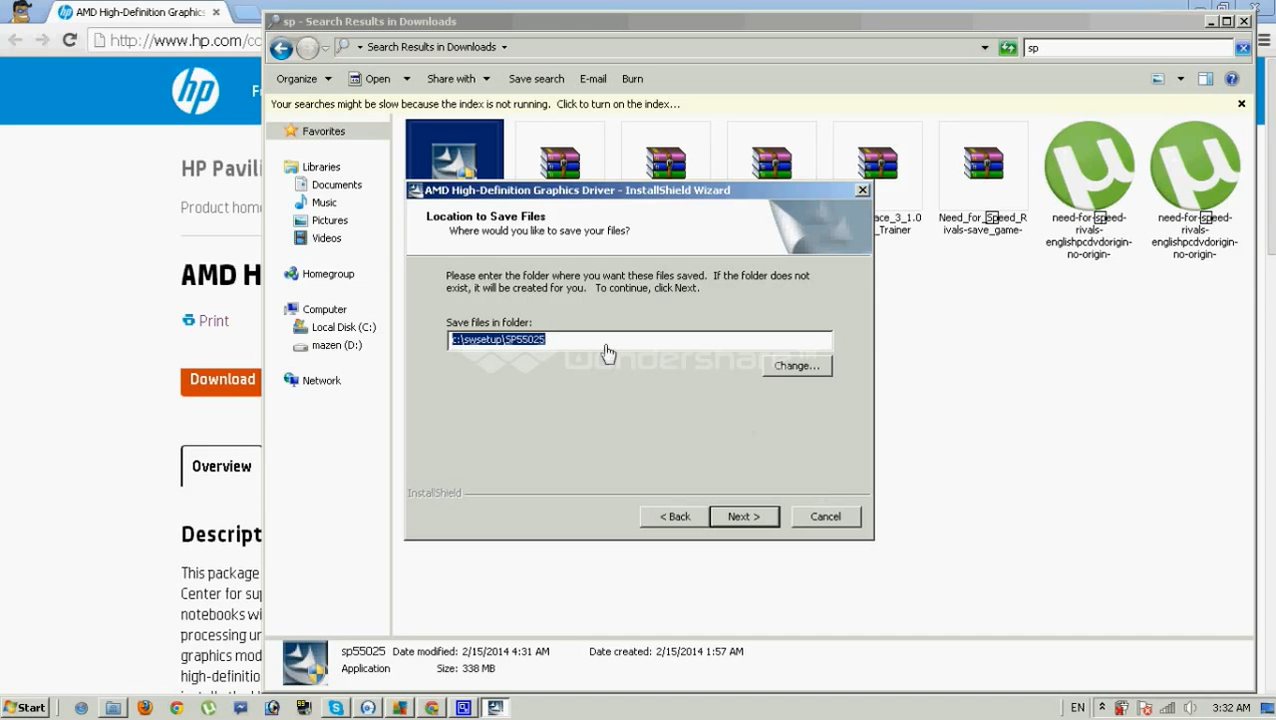 AMD High-Definition Graphics
sp - Search Results in Downloads
http://www.hp.com/co
Search Results in Downloads
sp
Organize
Open
Share with
Save search
E-mail
Burn
hp
Your searches might be slow because the index is not running. Click to turn on the index...
Favorites
Libraries
Documents
Music
Pictures
Videos
Homegroup
Computer
Local Disk (C:)
mazen (D:)
Network
HP Pavil
Product home
AMD H
Print
Download
Overview
Descript
This package
Center for sup
notebooks wi
processing un
graphics mod
high-definition
ace_3_1.0
_Trainer
Need_for_Speed_R
ivals-save_game-
need-for-speed-
rivals-
englishpcdvdorigin-
no-origin-
need-for-speed-
rivals-
englishpcdvdorigin-
no-origin-
AMD High-Definition Graphics Driver - InstallShield Wizard
Location to Save Files
Where would you like to save your files?
Please enter the folder where you want these files saved. If the folder does not
exist, it will be created for you. To continue, click Next.
Save files in folder:
c:\swsetup\SP55025
wondershare
Change...
InstallShield
< Back
Next >
Cancel
sp55025
Date modified: 2/15/2014 4:31 AM
Date created: 2/15/2014 1:57 AM
Application
Size: 338 MB
Start
EN
3:32 AM